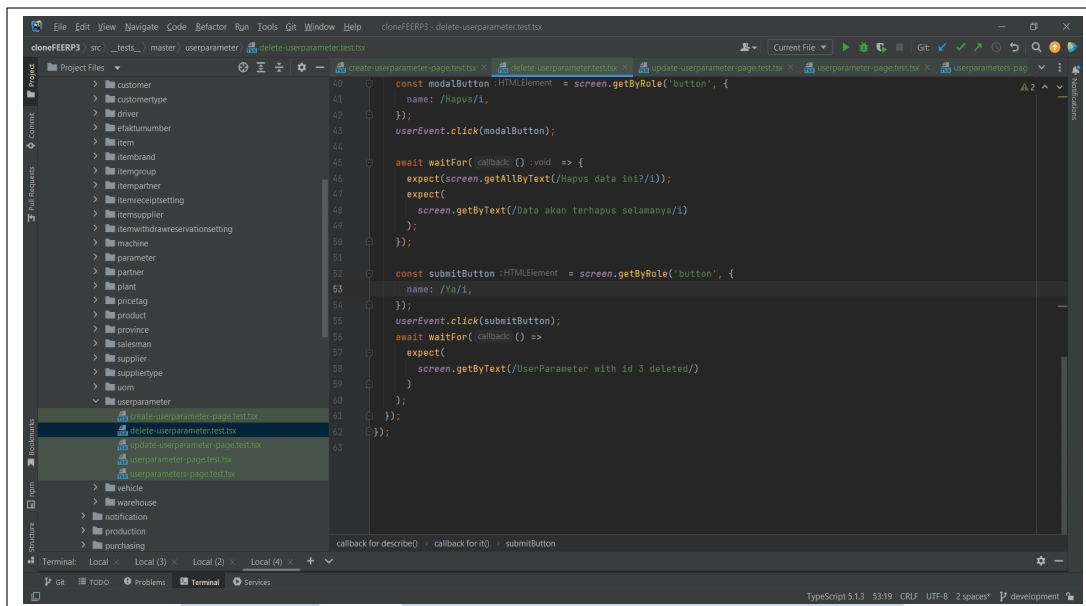 File Edit View Navigate Code Refactor Run Tools Git Window Help cloneFEERP3 - delete-userparameter.test.tsx
cloneFEERP3 src __tests__ master userparameter delete-userparameter.test.tsx Current File Git:
Project Files
create-userparameter-page.test.tsx delete-userparameter.test.tsx update-userparameter-page.test.tsx userparameter-page.test.tsx userparameters-pag
Project
Commit
Pull Requests
Bookmarks
npm
Structure
Notifications
customer
customertype
driver
efakturnumber
item
itembrand
itemgroup
itempartner
itemreceiptsetting
itemsupplier
itemwithdrawreservationsetting
machine
parameter
partner
plant
pricetag
product
province
salesman
supplier
suppliertype
uom
userparameter
create-userparameter-page.test.tsx
delete-userparameter.test.tsx
update-userparameter-page.test.tsx
userparameter-page.test.tsx
userparameters-page.test.tsx
vehicle
warehouse
notification
production
purchasing
2
40 const modalButton : HTMLElement = screen.getByRole('button', {
41 name: /Hapus/i,
42 });
43 userEvent.click(modalButton);
44
45 await waitFor( callback: () : void => {
46 expect(screen.getAllByText(/Hapus data ini?/i));
47 expect(
48 screen.getByText(/Data akan terhapus selamanya/i)
49 );
50 });
51
52 const submitButton : HTMLElement = screen.getByRole('button', {
53 name: /Ya/i,
54 });
55 userEvent.click(submitButton);
56 await waitFor( callback: () =>
57 expect(
58 screen.getByText(/UserParameter with id 3 deleted/)
59 )
60 );
61 });
62 });
63
callback for describe() callback for it() submitButton
Terminal: Local Local (3) Local (2) Local (4)
Git TODO Problems Terminal Services
TypeScript 5.1.3 53:19 CRLF UTF-8 2 spaces* development